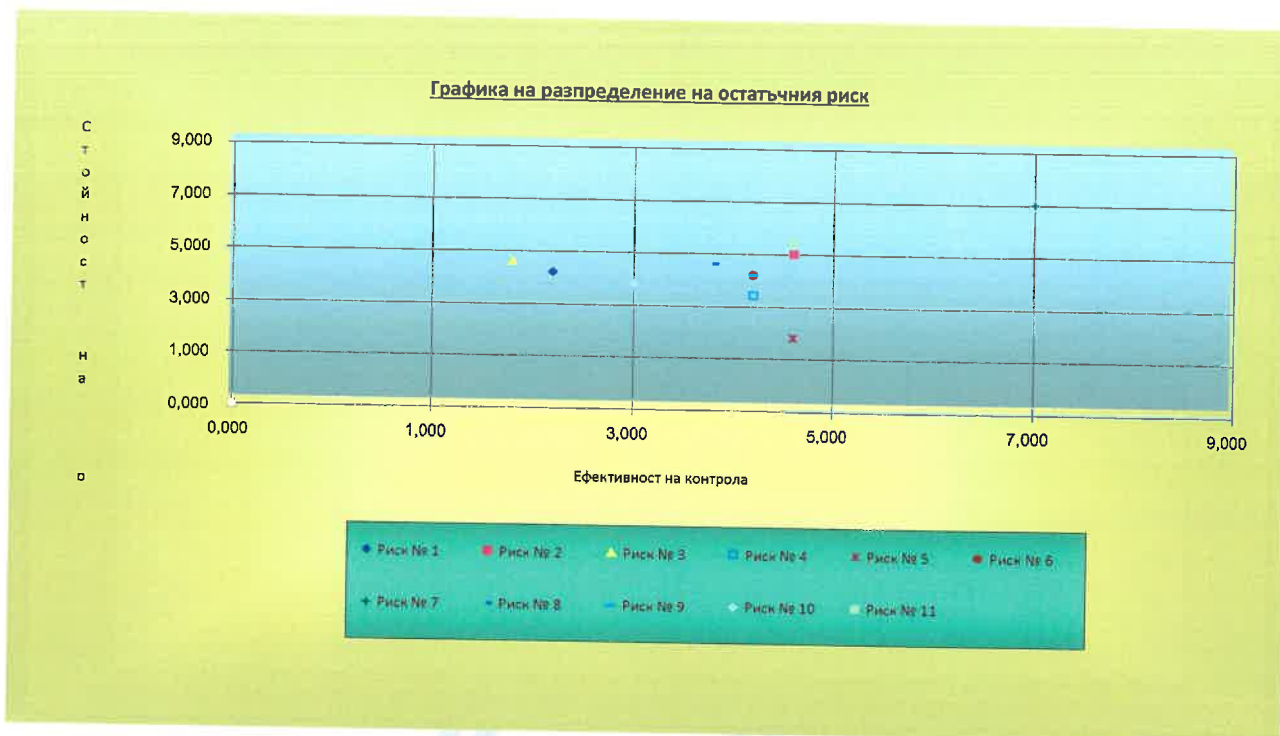 Графика на разпределение на остатъчния риск
Стойност на о
9,000
7,000
5,000
3,000
1,000
0,000
0,000 1,000 3,000 5,000 7,000 9,000
Ефективност на контрола
Риск № 1 Риск № 2 Риск № 3 Риск № 4 Риск № 5 Риск № 6
Риск № 7 Риск № 8 Риск № 9 Риск № 10 Риск № 11